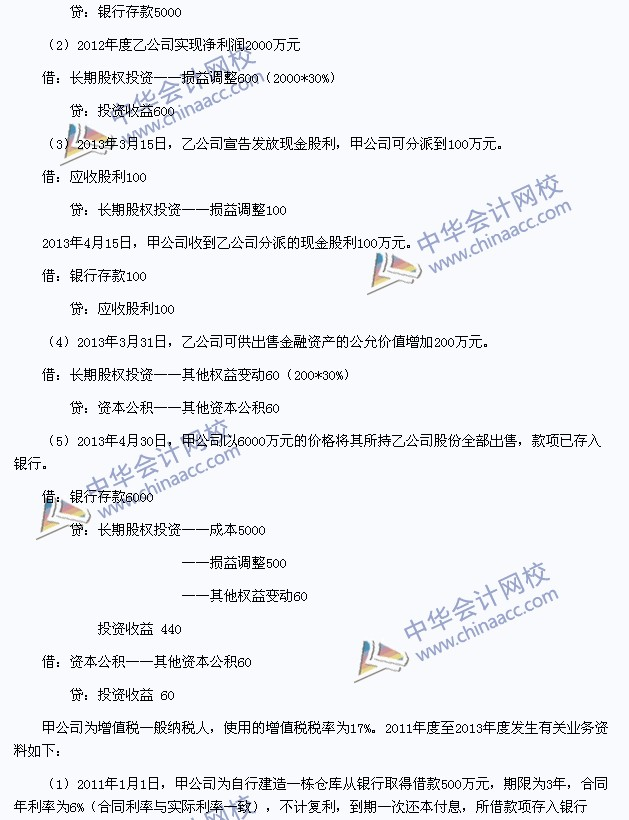 贷：银行存款5000
（2）2012年度乙公司实现净利润2000万元
借：长期股权投资——损益调整600（2000*30%）
贷：投资收益600
（3）2013年3月15日，乙公司宣告发放现金股利，甲公司可分派到100万元。
借：应收股利100
贷：长期股权投资——损益调整100
2013年4月15日，甲公司收到乙公司分派的现金股利100万元。
借：银行存款100
贷：应收股利100
（4）2013年3月31日，乙公司可供出售金融资产的公允价值增加200万元。
借：长期股权投资——其他权益变动60（200*30%）
贷：资本公积——其他资本公积60
（5）2013年4月30日，甲公司以6000万元的价格将其所持乙公司股份全部出售，款项已存入
银行。
借：银行存款6000
贷：长期股权投资——成本5000
——损益调整500
——其他权益变动60
投资收益 440
借：资本公积——其他资本公积60
贷：投资收益 60
甲公司为增值税一般纳税人，使用的增值税税率为17%。2011年度至2013年度发生有关业务资
料如下：
（1）2011年1月1日，甲公司为自行建造一栋仓库从银行取得借款500万元，期限为3年，合同
年利率为6%（合同利率与实际利率一致），不计复利，到期一次还本付息，所借款项存入银行
中华会计网校
www.chinaacc.com
中华会计网校
www.chinaacc.com
中华会计网校
www.chinaacc.com
中华会计网校
www.chinaacc.com